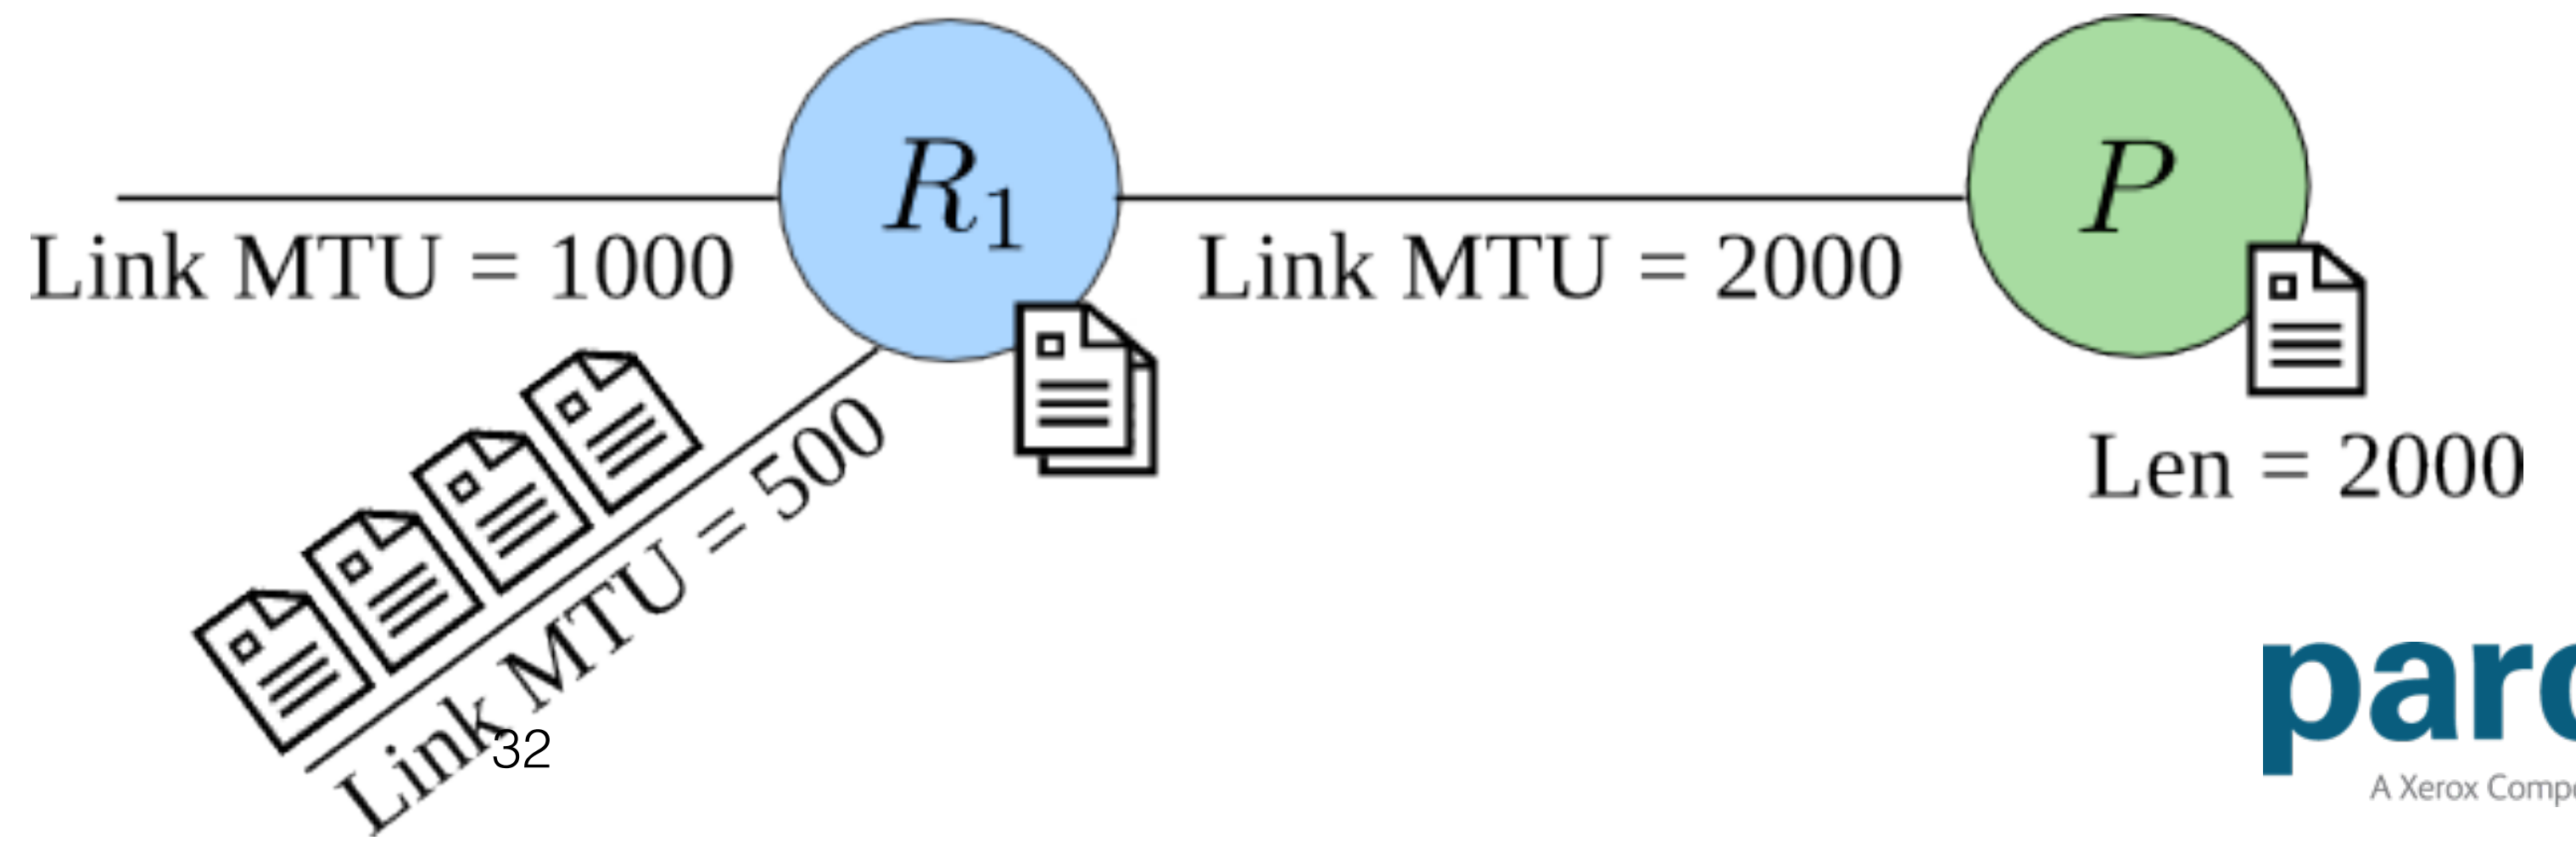 R₁
P
Link MTU = 1000
Link MTU = 2000
Link MTU = 500
Len = 2000
32
parc
A Xerox Comp